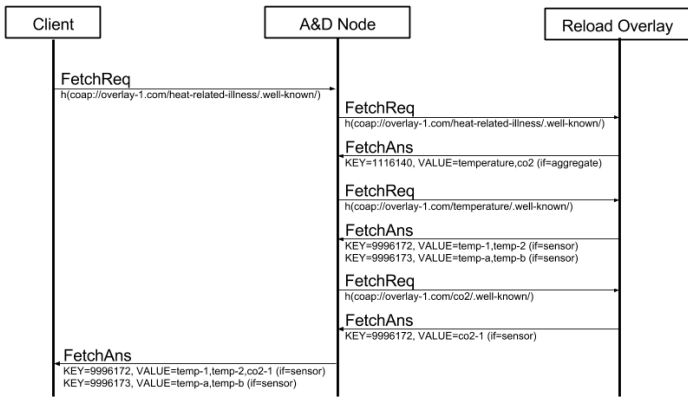 Client
A&D Node
Reload Overlay
FetchReq
h(coap://overlay-1.com/heat-related-illness/.well-known/)
FetchReq
h(coap://overlay-1.com/heat-related-illness/.well-known/)
FetchAns
KEY=1116140, VALUE=temperature,co2 (if=aggregate)
FetchReq
h(coap://overlay-1.com/temperature/.well-known/)
FetchAns
KEY=9996172, VALUE=temp-1,temp-2 (if=sensor)
KEY=9996173, VALUE=temp-a,temp-b (if=sensor)
FetchReq
h(coap://overlay-1.com/co2/.well-known/)
FetchAns
KEY=9996172, VALUE=co2-1 (if=sensor)
FetchAns
KEY=9996172, VALUE=temp-1,temp-2,co2-1 (if=sensor)
KEY=9996173, VALUE=temp-a,temp-b (if=sensor)